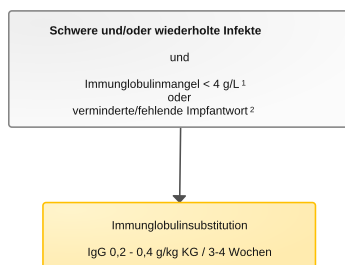 Schwere und/oder wiederholte Infekte
und
Immunglobulinmangel < 4 g/L ¹
oder
verminderte/fehlende Impfantwort ²
Immunglobulinsubstitution
IgG 0,2 - 0,4 g/kg KG / 3-4 Wochen